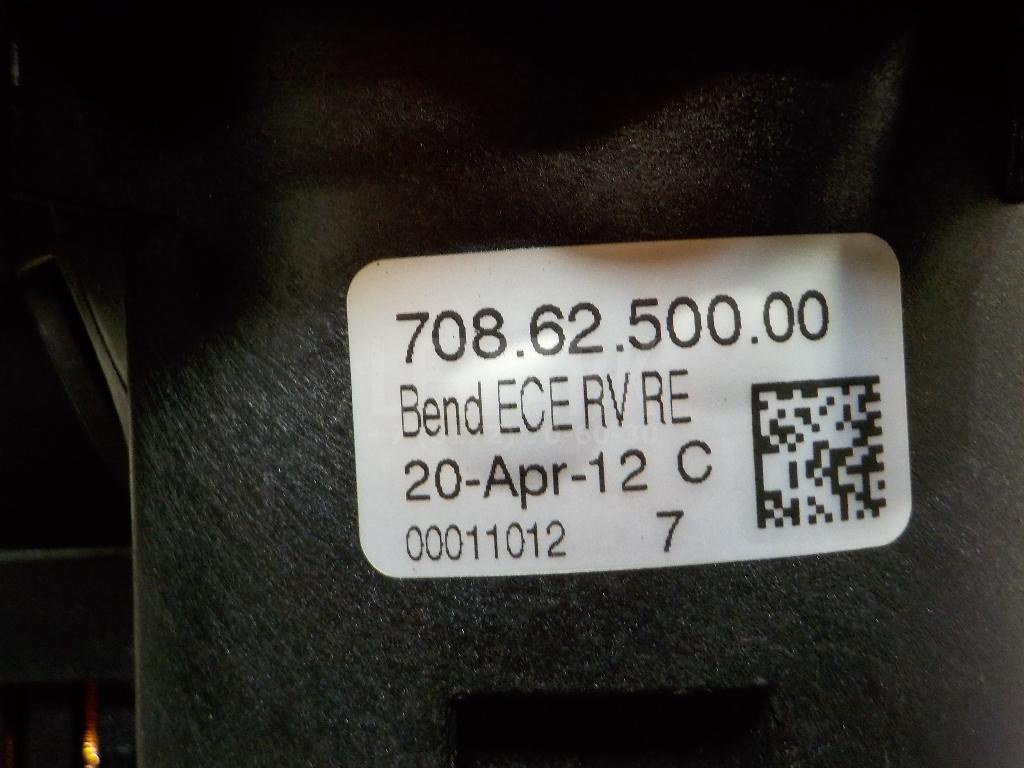 708.62.500.00
Bend ECE RV RE
20-Apr-12 C
00011012 7